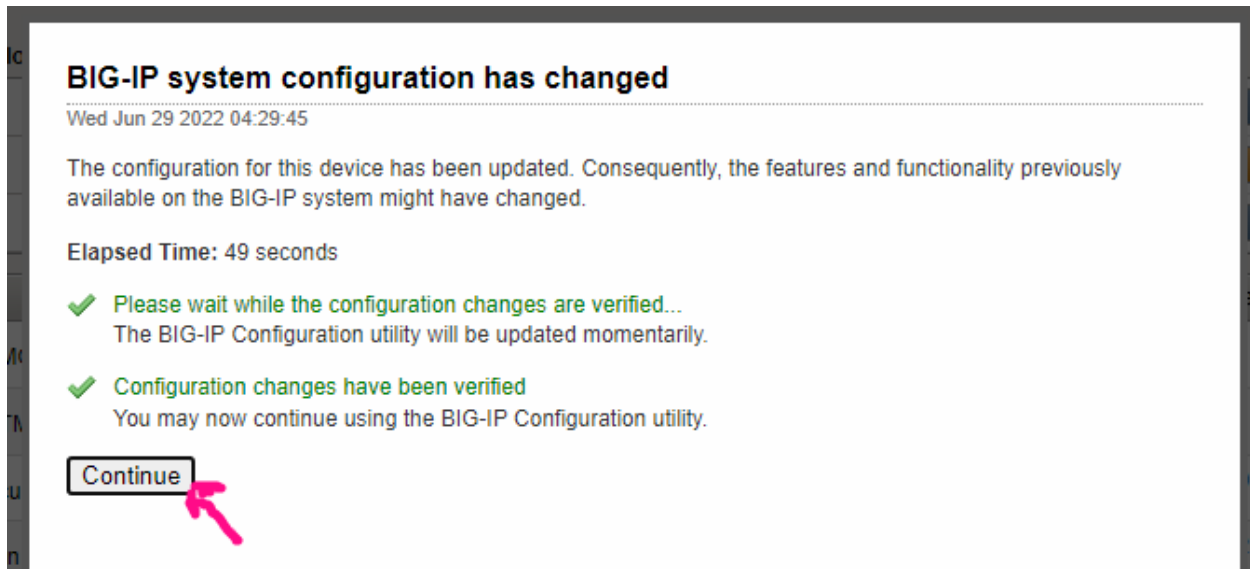 BIG-IP system configuration has changed
Wed Jun 29 2022 04:29:45
The configuration for this device has been updated. Consequently, the features and functionality previously
available on the BIG-IP system might have changed.
Elapsed Time: 49 seconds
Please wait while the configuration changes are verified...
The BIG-IP Configuration utility will be updated momentarily.
Configuration changes have been verified
You may now continue using the BIG-IP Configuration utility.
Continue